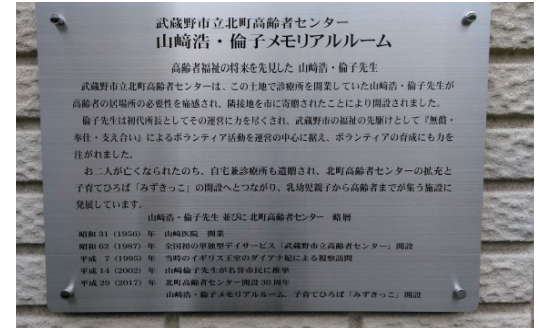 武蔵野市立北町高齢者センター
山﨑浩・倫子メモリアルルーム
高齢者福祉の将来を先見した 山﨑浩・倫子先生
武蔵野市立北町高齢者センターは、この土地で診療所を開業していた山﨑浩・倫子先生が
高齢者の居場所の必要性を痛感され、隣接地を市に寄贈されたことにより開設されました。
倫子先生は初代所長としてその運営に力を尽くされ、武蔵野市の福祉の先駆けとして『無償・
奉仕・支え合い』によるボランティア活動を運営の中心に据え、ボランティアの育成にも力を
注がれました。
お二人が亡くなられたのち、自宅兼診療所も遺贈され、北町高齢者センターの拡充と
子育てひろば「みずきっこ」の開設へとつながり、乳幼児親子から高齢者までが集う施設に
発展しています。
山﨑浩・倫子先生 並びに北町高齢者センター 略暦
昭和 31（1956）年 山﨑医院 開業
昭和 62（1987）年 全国初の単独型デイサービス「武蔵野市立高齢者センター」開設
平成 7（1995）年 当時のイギリス王室のダイアナ妃による視察訪問
平成 14（2002）年 山﨑倫子先生が名誉市民に推挙
平成 29（2017）年 北町高齢者センター開設 30 周年
山﨑浩・倫子メモリアルルーム、子育てひろば「みずきっこ」開設